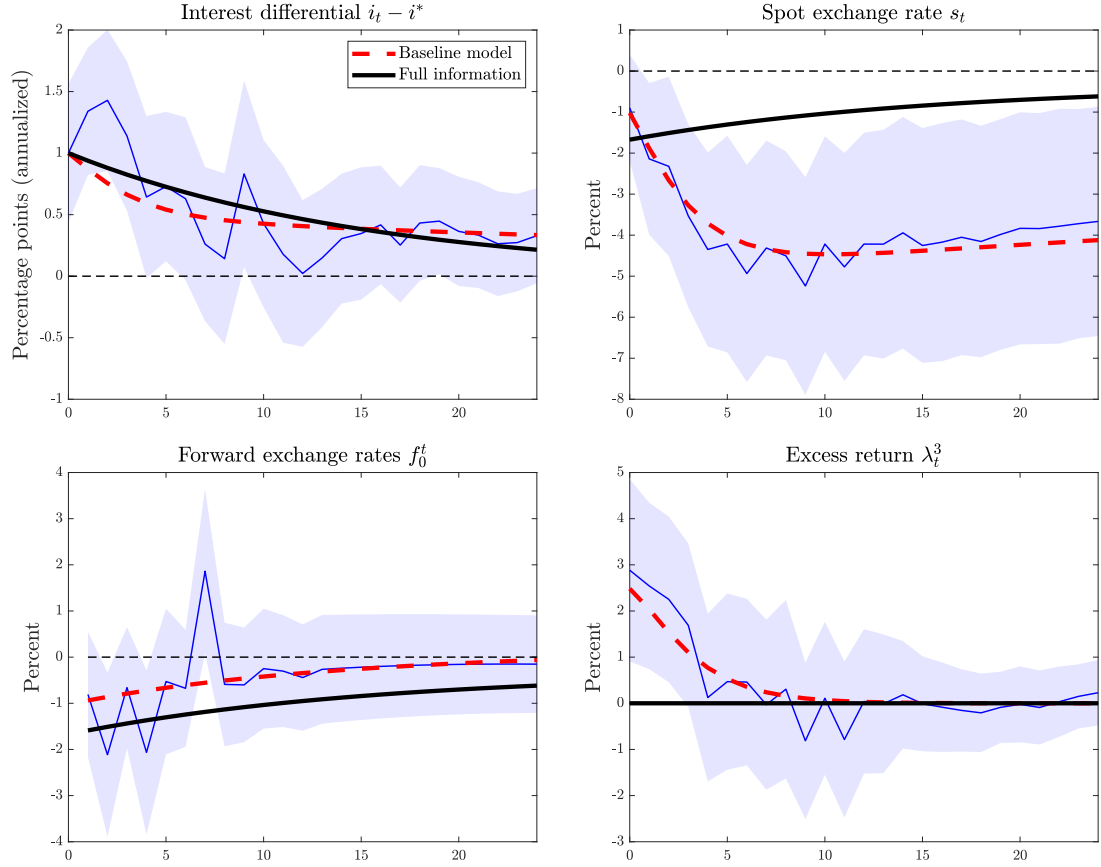 Interest differential i_t − i*
Percentage points (annualized)
2
1.5
1
0.5
0
-0.5
-1
0 5 10 15 20
Baseline model
Full information
Spot exchange rate s_t
Percent
1
0
-1
-2
-3
-4
-5
-6
-7
-8
0 5 10 15 20
Forward exchange rates f_0^t
Percent
4
3
2
1
0
-1
-2
-3
-4
0 5 10 15 20
Excess return λ_t^3
Percent
5
4
3
2
1
0
-1
-2
-3
0 5 10 15 20